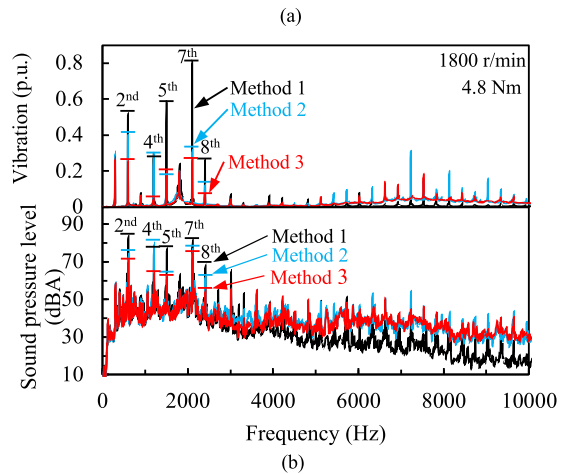 (a)
Vibration (p.u.)
0.8
0.6
0.4
0.2
0
2nd
4th
5th
7th
8th
Method 1
Method 2
Method 3
1800 r/min
4.8 Nm
Sound pressure level
(dBA)
90
70
50
30
10
2nd
4th
5th
7th
8th
Method 1
Method 2
Method 3
0 2000 4000 6000 8000 10000
Frequency (Hz)
(b)